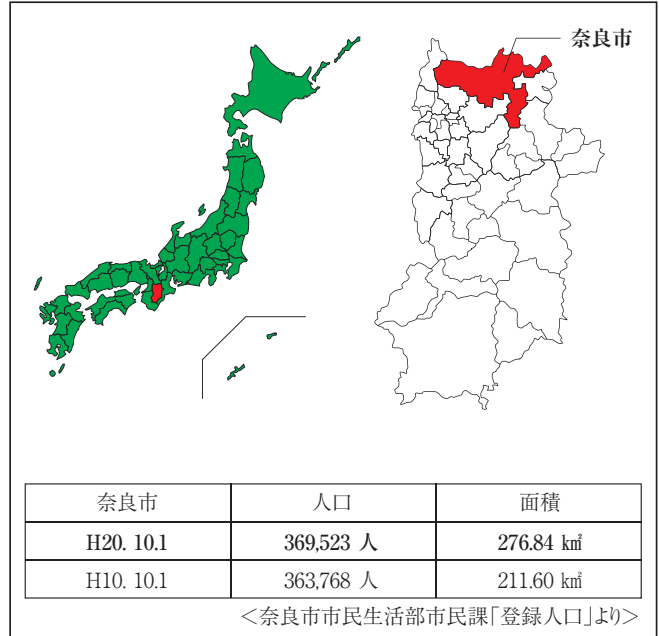 奈良市
奈良市 人口 面積
H20. 10.1 369,523 人 276.84 ㎢
H10. 10.1 363,768 人 211.60 ㎢
＜奈良市市民生活部市民課「登録人口」より＞